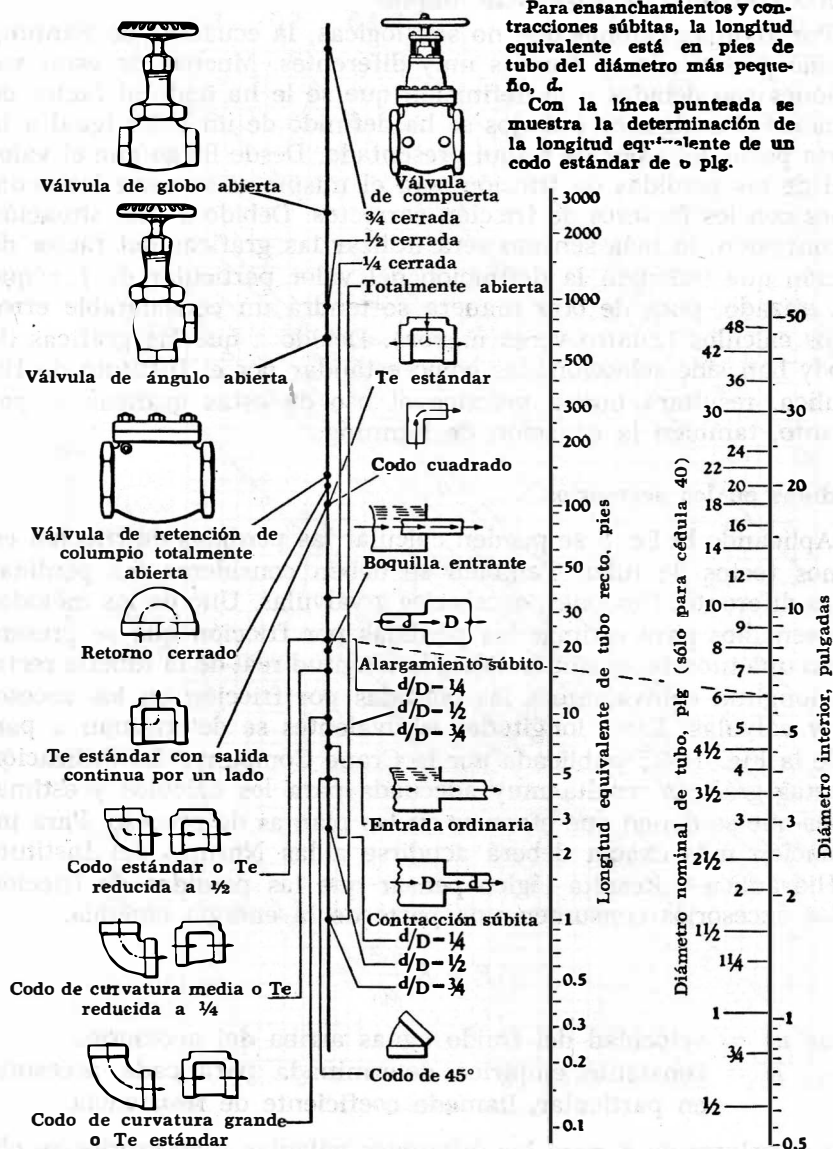 Para ensanchamientos y con-
tracciones súbitas, la longitud
equivalente está en pies de
tubo del diámetro más peque-
ño, d.
Con la línea punteada se
muestra la determinación de
la longitud equivalente de un
codo estándar de plg.
Válvula de globo abierta
Válvula
de compuerta
¾ cerrada
½ cerrada
¼ cerrada
Totalmente abierta
Válvula de ángulo abierta
Te estándar
Codo cuadrado
Válvula de retención de
columpio totalmente
abierta
Boquilla entrante
d D
Retorno cerrado
Alargamiento súbito
d/D-¼
d/D-½
d/D-¾
Te estándar con salida
continua por un lado
Entrada ordinaria
Codo estándar o Te
reducida a ½
D d
Contracción súbita
d/D-¼
d/D-½
d/D-¾
Codo de curvatura media o Te
reducida a ¼
Codo de 45°
Codo de curvatura grande
o Te estándar
3000
2000
1000
500
300
200
100
50
30
20
10
5
3
2
1
0.5
0.3
0.2
0.1
Longitud equivalente de tubo recto, pies
48
42
36
30
24
22
20
18
16
14
12
10
9
8
7
6
5
4½
4
3½
3
2½
2
1½
1¼
1
¾
½
Diámetro nominal de tubo, plg (sólo para cédula 40)
50
30
20
10
5
3
2
1
0.5
Diámetro interior, pulgadas